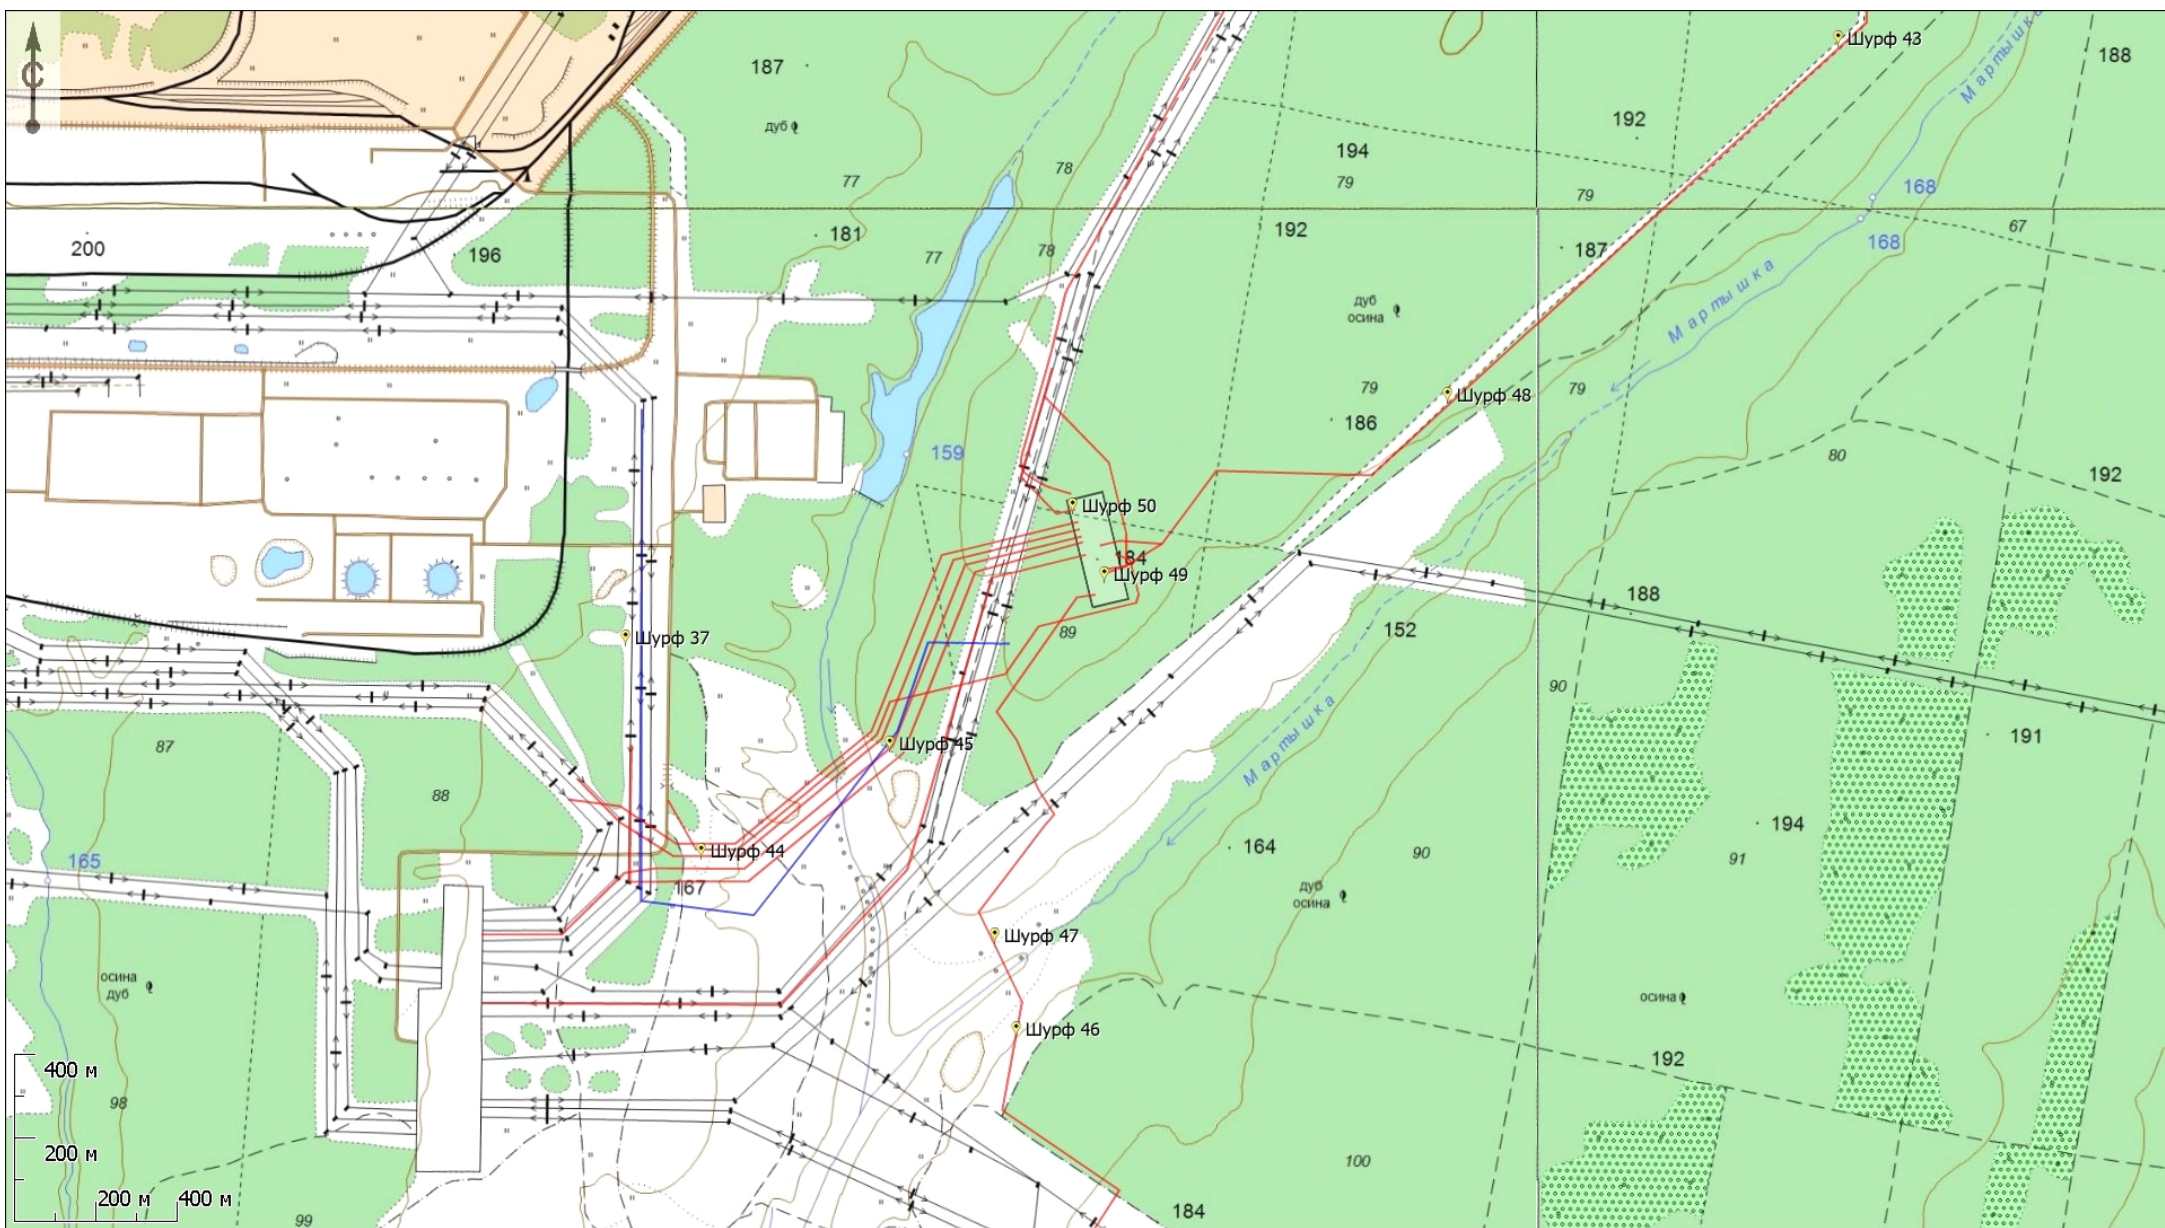 Шурф 43
188
187
С
192
дуб
194
Мартышка
78
77
79
79
168
67
181
192
168
200
187
196
78
77
Мартышка
дуб
осина
79
79
Шурф 48
186
159
80
192
Шурф 50
184
Шурф 49
188
152
89
Шурф 37
90
Мартышка
191
87
Шурф 45
88
194
164
90
91
Шурф 44
165
167
дуб
осина
Шурф 47
осина
дуб
осина
Шурф 46
192
400 м
98
200 м
100
200 м
400 м
184
99